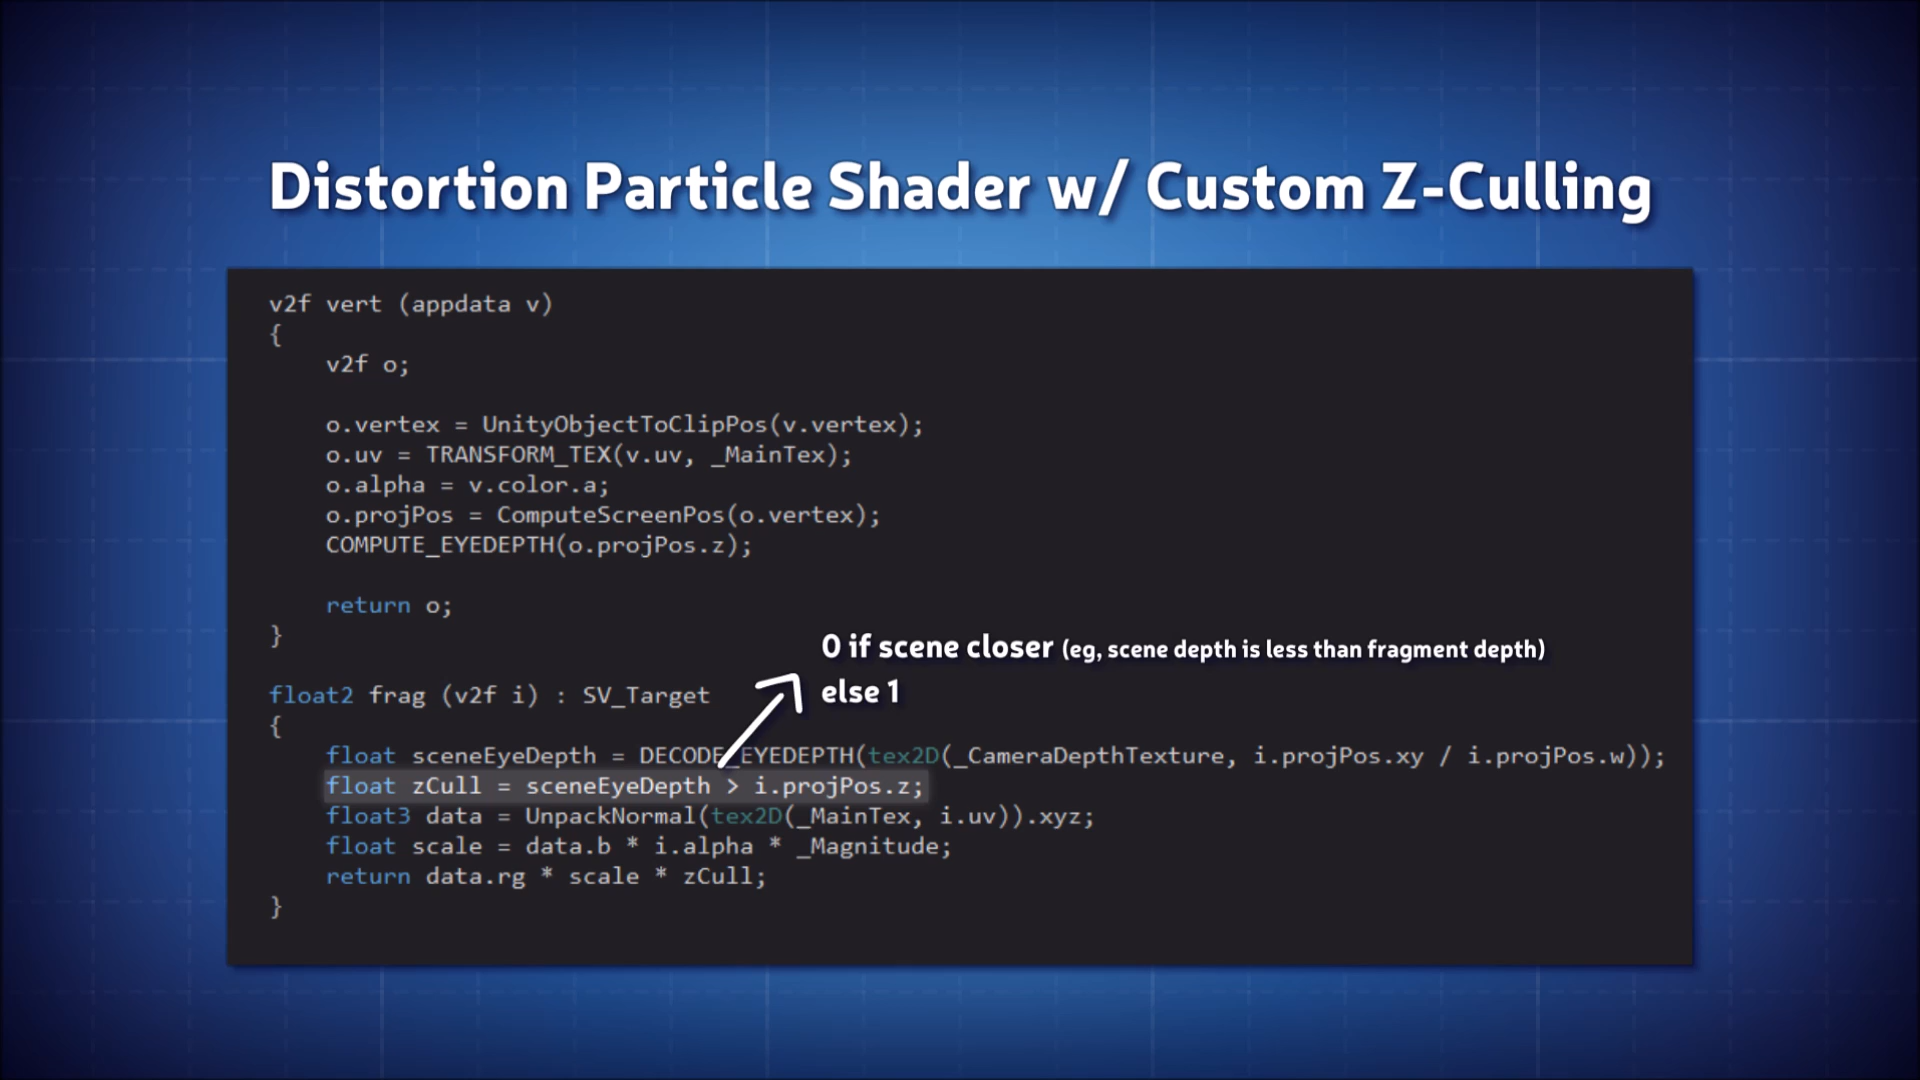 Distortion Particle Shader w/ Custom Z-Culling
v2f vert (appdata v)
{
v2f o;
o.vertex = UnityObjectToClipPos(v.vertex);
o.uv = TRANSFORM_TEX(v.uv, _MainTex);
o.alpha = v.color.a;
o.projPos = ComputeScreenPos(o.vertex);
COMPUTE_EYEDEPTH(o.projPos.z);
return o;
}
0 if scene closer (eg, scene depth is less than fragment depth)
else 1
float2 frag (v2f i) : SV_Target
{
float sceneEyeDepth = DECODE_EYEDEPTH(tex2D(_CameraDepthTexture, i.projPos.xy / i.projPos.w));
float zCull = sceneEyeDepth > i.projPos.z;
float3 data = UnpackNormal(tex2D(_MainTex, i.uv)).xyz;
float scale = data.b * i.alpha * _Magnitude;
return data.rg * scale * zCull;
}